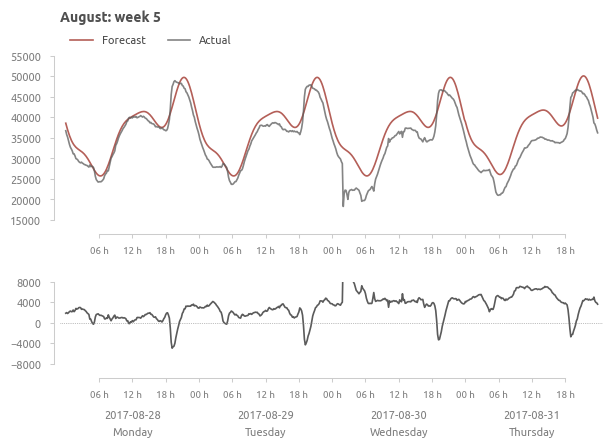 August: week 5
Forecast Actual
55000
50000
45000
40000
35000
30000
25000
20000
15000
06 h 12 h 18 h 00 h 06 h 12 h 18 h 00 h 06 h 12 h 18 h 00 h 06 h 12 h 18 h
8000
4000
0
−4000
−8000
06 h 12 h 18 h 00 h 06 h 12 h 18 h 00 h 06 h 12 h 18 h 00 h 06 h 12 h 18 h
2017-08-28 2017-08-29 2017-08-30 2017-08-31
Monday Tuesday Wednesday Thursday